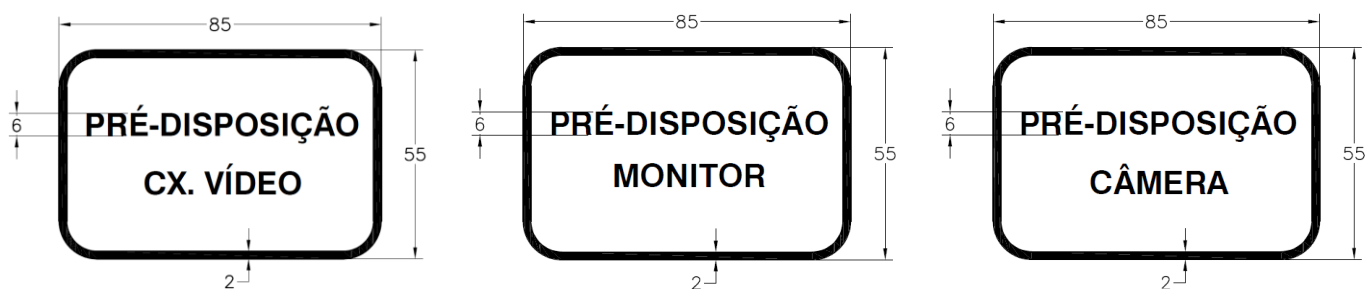 85
6
PRÉ-DISPOSIÇÃO
CX. VÍDEO
55
2
85
6
PRÉ-DISPOSIÇÃO
MONITOR
55
2
85
6
PRÉ-DISPOSIÇÃO
CÂMERA
55
2